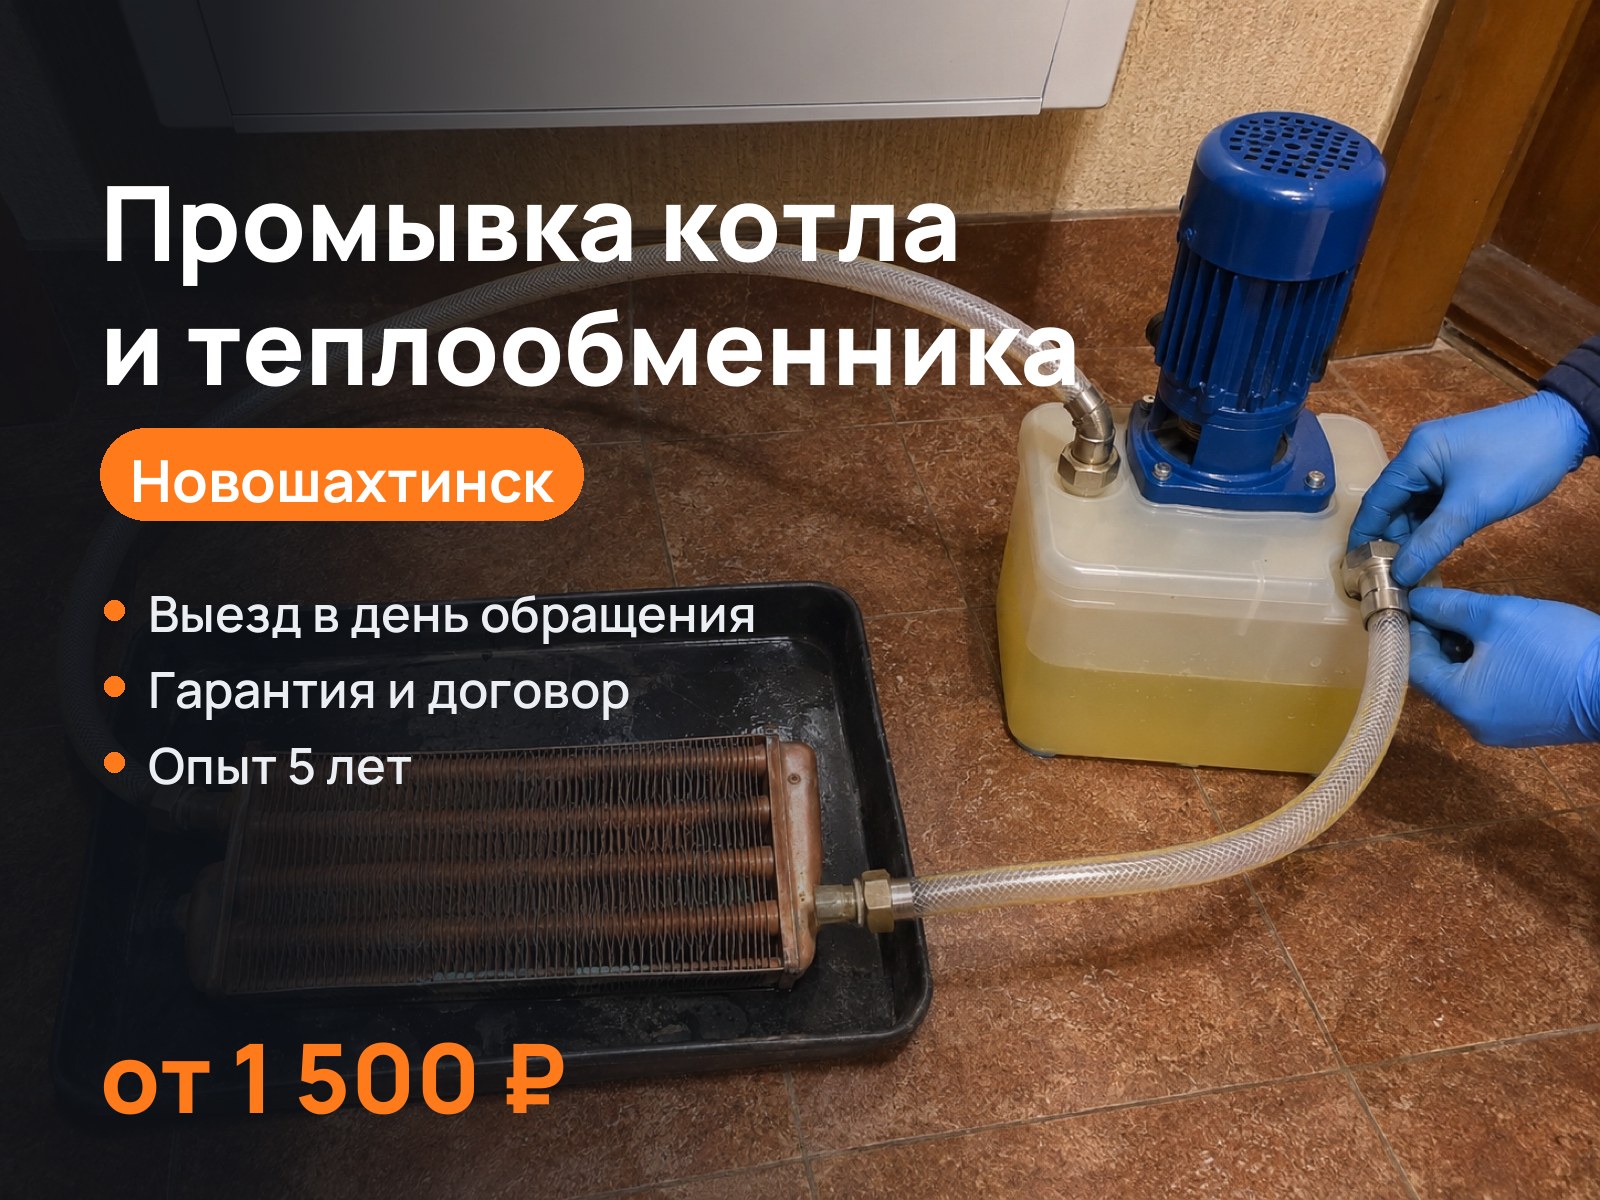 Промывка котла
и теплообменника
Новошахтинск
Выезд в день обращения
Гарантия и договор
Опыт 5 лет
от 1 500 ₽